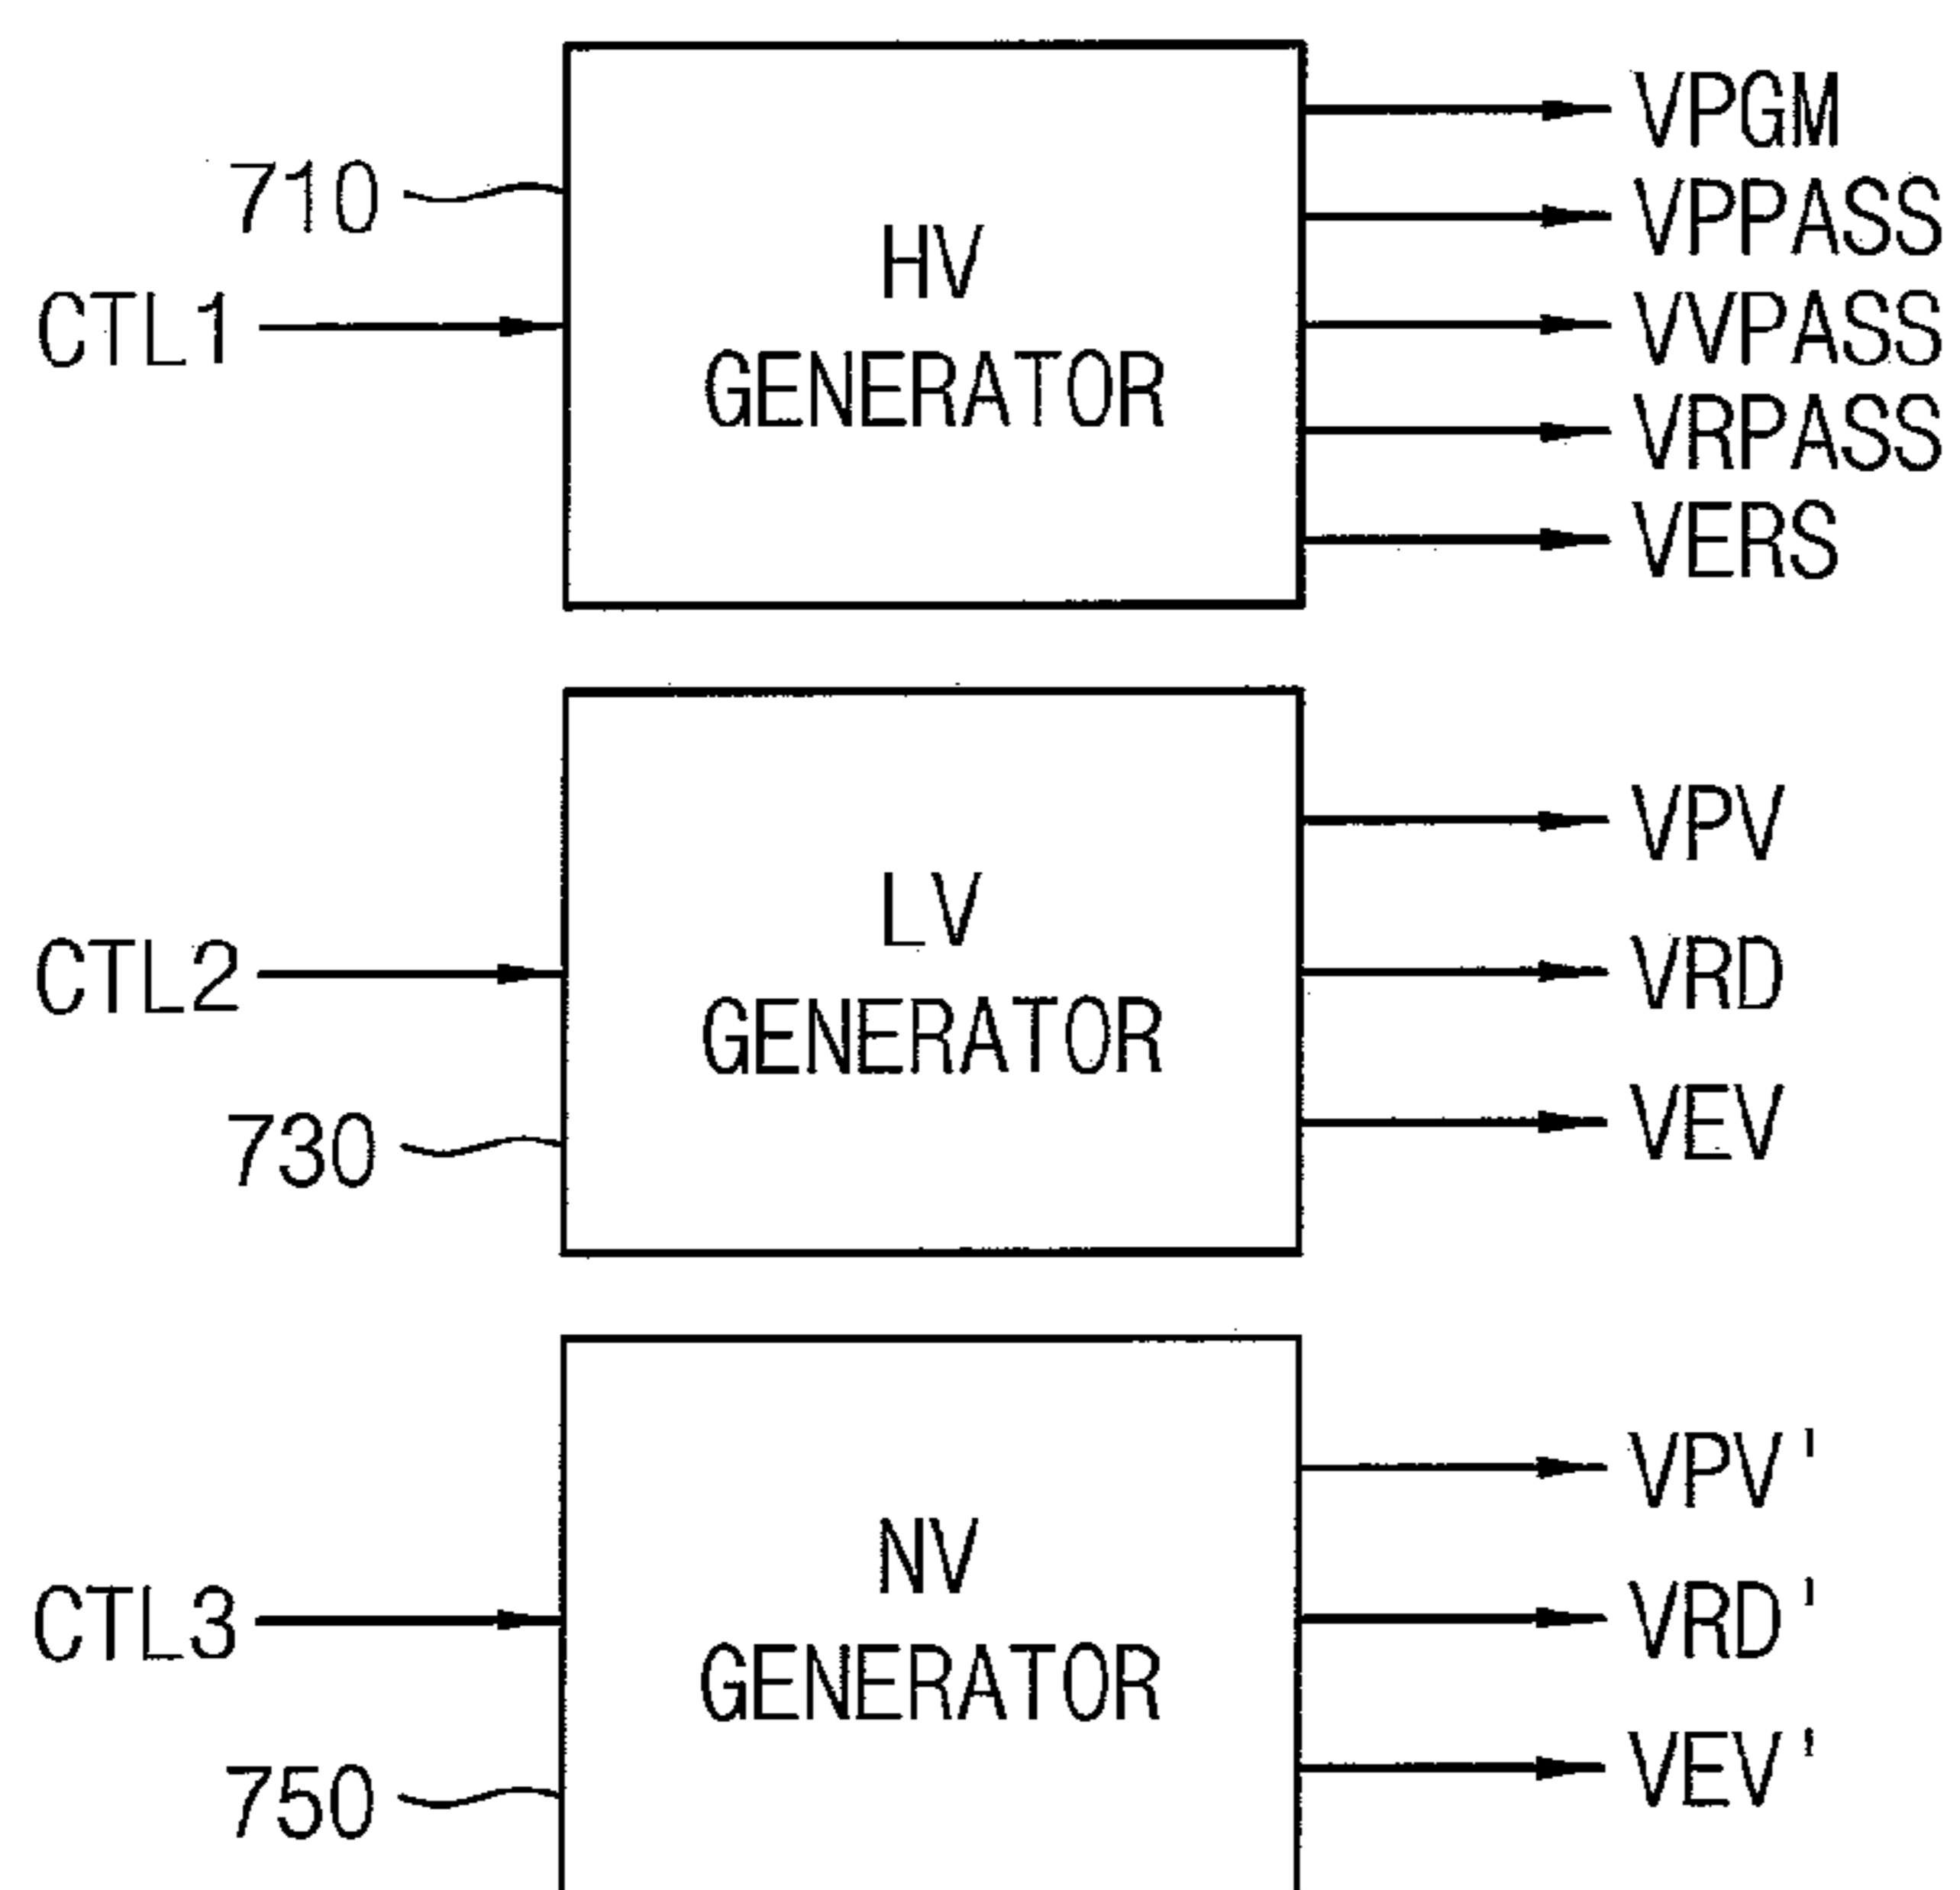 VPGM
710
VPPASS
HV
GENERATOR
CTL1
VVPASS
VRPASS
VERS
VPV
LV
GENERATOR
CTL2
VRD
730
VEV
VPV'
NV
GENERATOR
CTL3
VRD'
750
VEV'